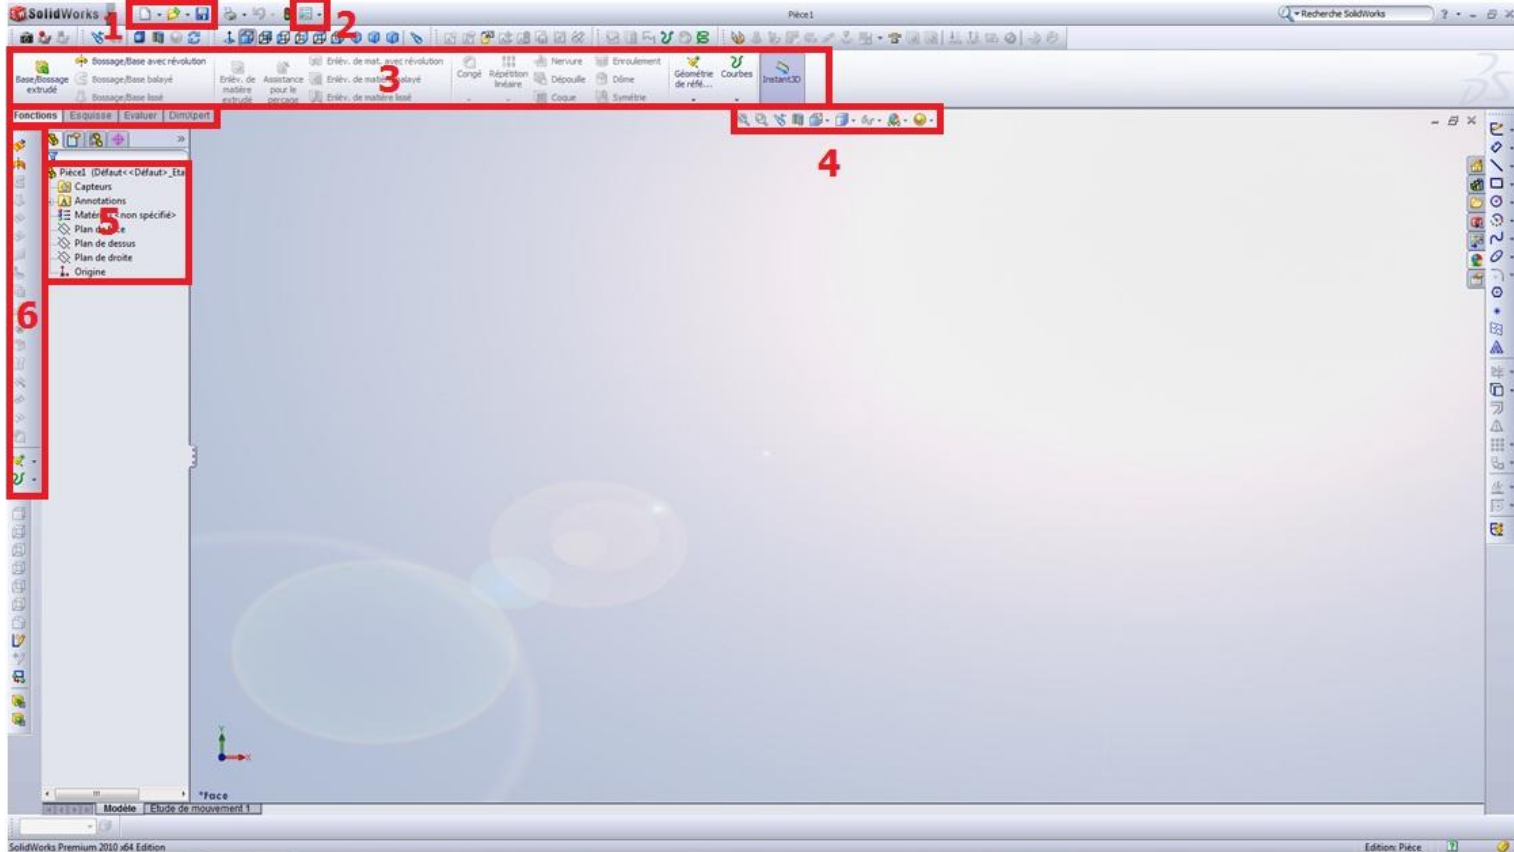 SolidWorks
Pièce1
Recherche SolidWorks
1
2
Base/Bossage extrudé
Bossage/Base avec révolution
Bossage/Base balayé
Bossage/Base lissé
Enlèv. de matière extrudé
Assistance pour le perçage
Enlèv. de mat. avec révolution
Enlèv. de matière balayé
Enlèv. de matière lissé
3
Congé
Répétition linéaire
Nervure
Dépouille
Coque
Enroulement
Dôme
Symétrie
Géométrie de réfé...
Courbes
Instant3D
Fonctions
Esquisse
Evaluer
DimXpert
4
Pièce1 (Défaut<<Défaut>_Eta
Capteurs
Annotations
<non spécifié>
5
Plan de
Plan de dessus
Plan de droite
Origine
6
Y
X
*Face
Modèle
Etude de mouvement 1
SolidWorks Premium 2010 x64 Edition
Edition: Pièce